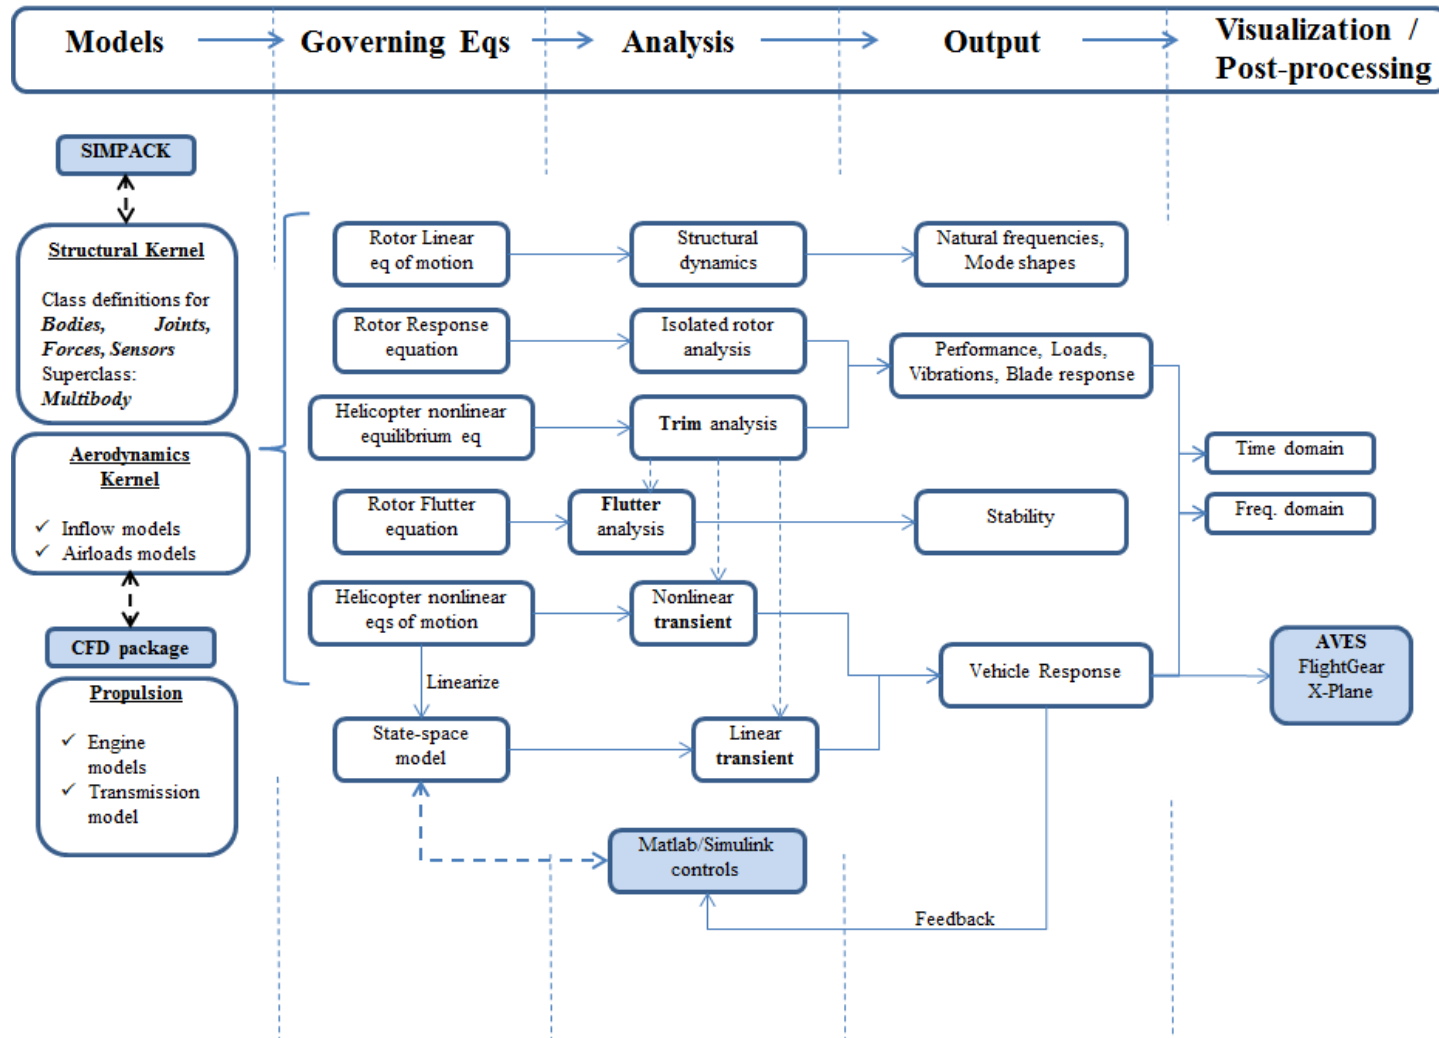 Models
Governing Eqs
Analysis
Output
Visualization /
Post-processing
SIMPACK
Structural Kernel
Class definitions for
Bodies, Joints,
Forces, Sensors
Superclass:
Multibody
Aerodynamics
Kernel
✓ Inflow models
✓ Airloads models
CFD package
Propulsion
✓ Engine
models
✓ Transmission
model
Rotor Linear
eq of motion
Rotor Response
equation
Helicopter nonlinear
equilibrium eq
Rotor Flutter
equation
Helicopter nonlinear
eqs of motion
Linearize
State-space
model
Structural
dynamics
Isolated rotor
analysis
Trim analysis
Flutter
analysis
Nonlinear
transient
Linear
transient
Matlab/Simulink
controls
Natural frequencies,
Mode shapes
Performance, Loads,
Vibrations, Blade response
Stability
Vehicle Response
Feedback
Time domain
Freq. domain
AVES
FlightGear
X-Plane